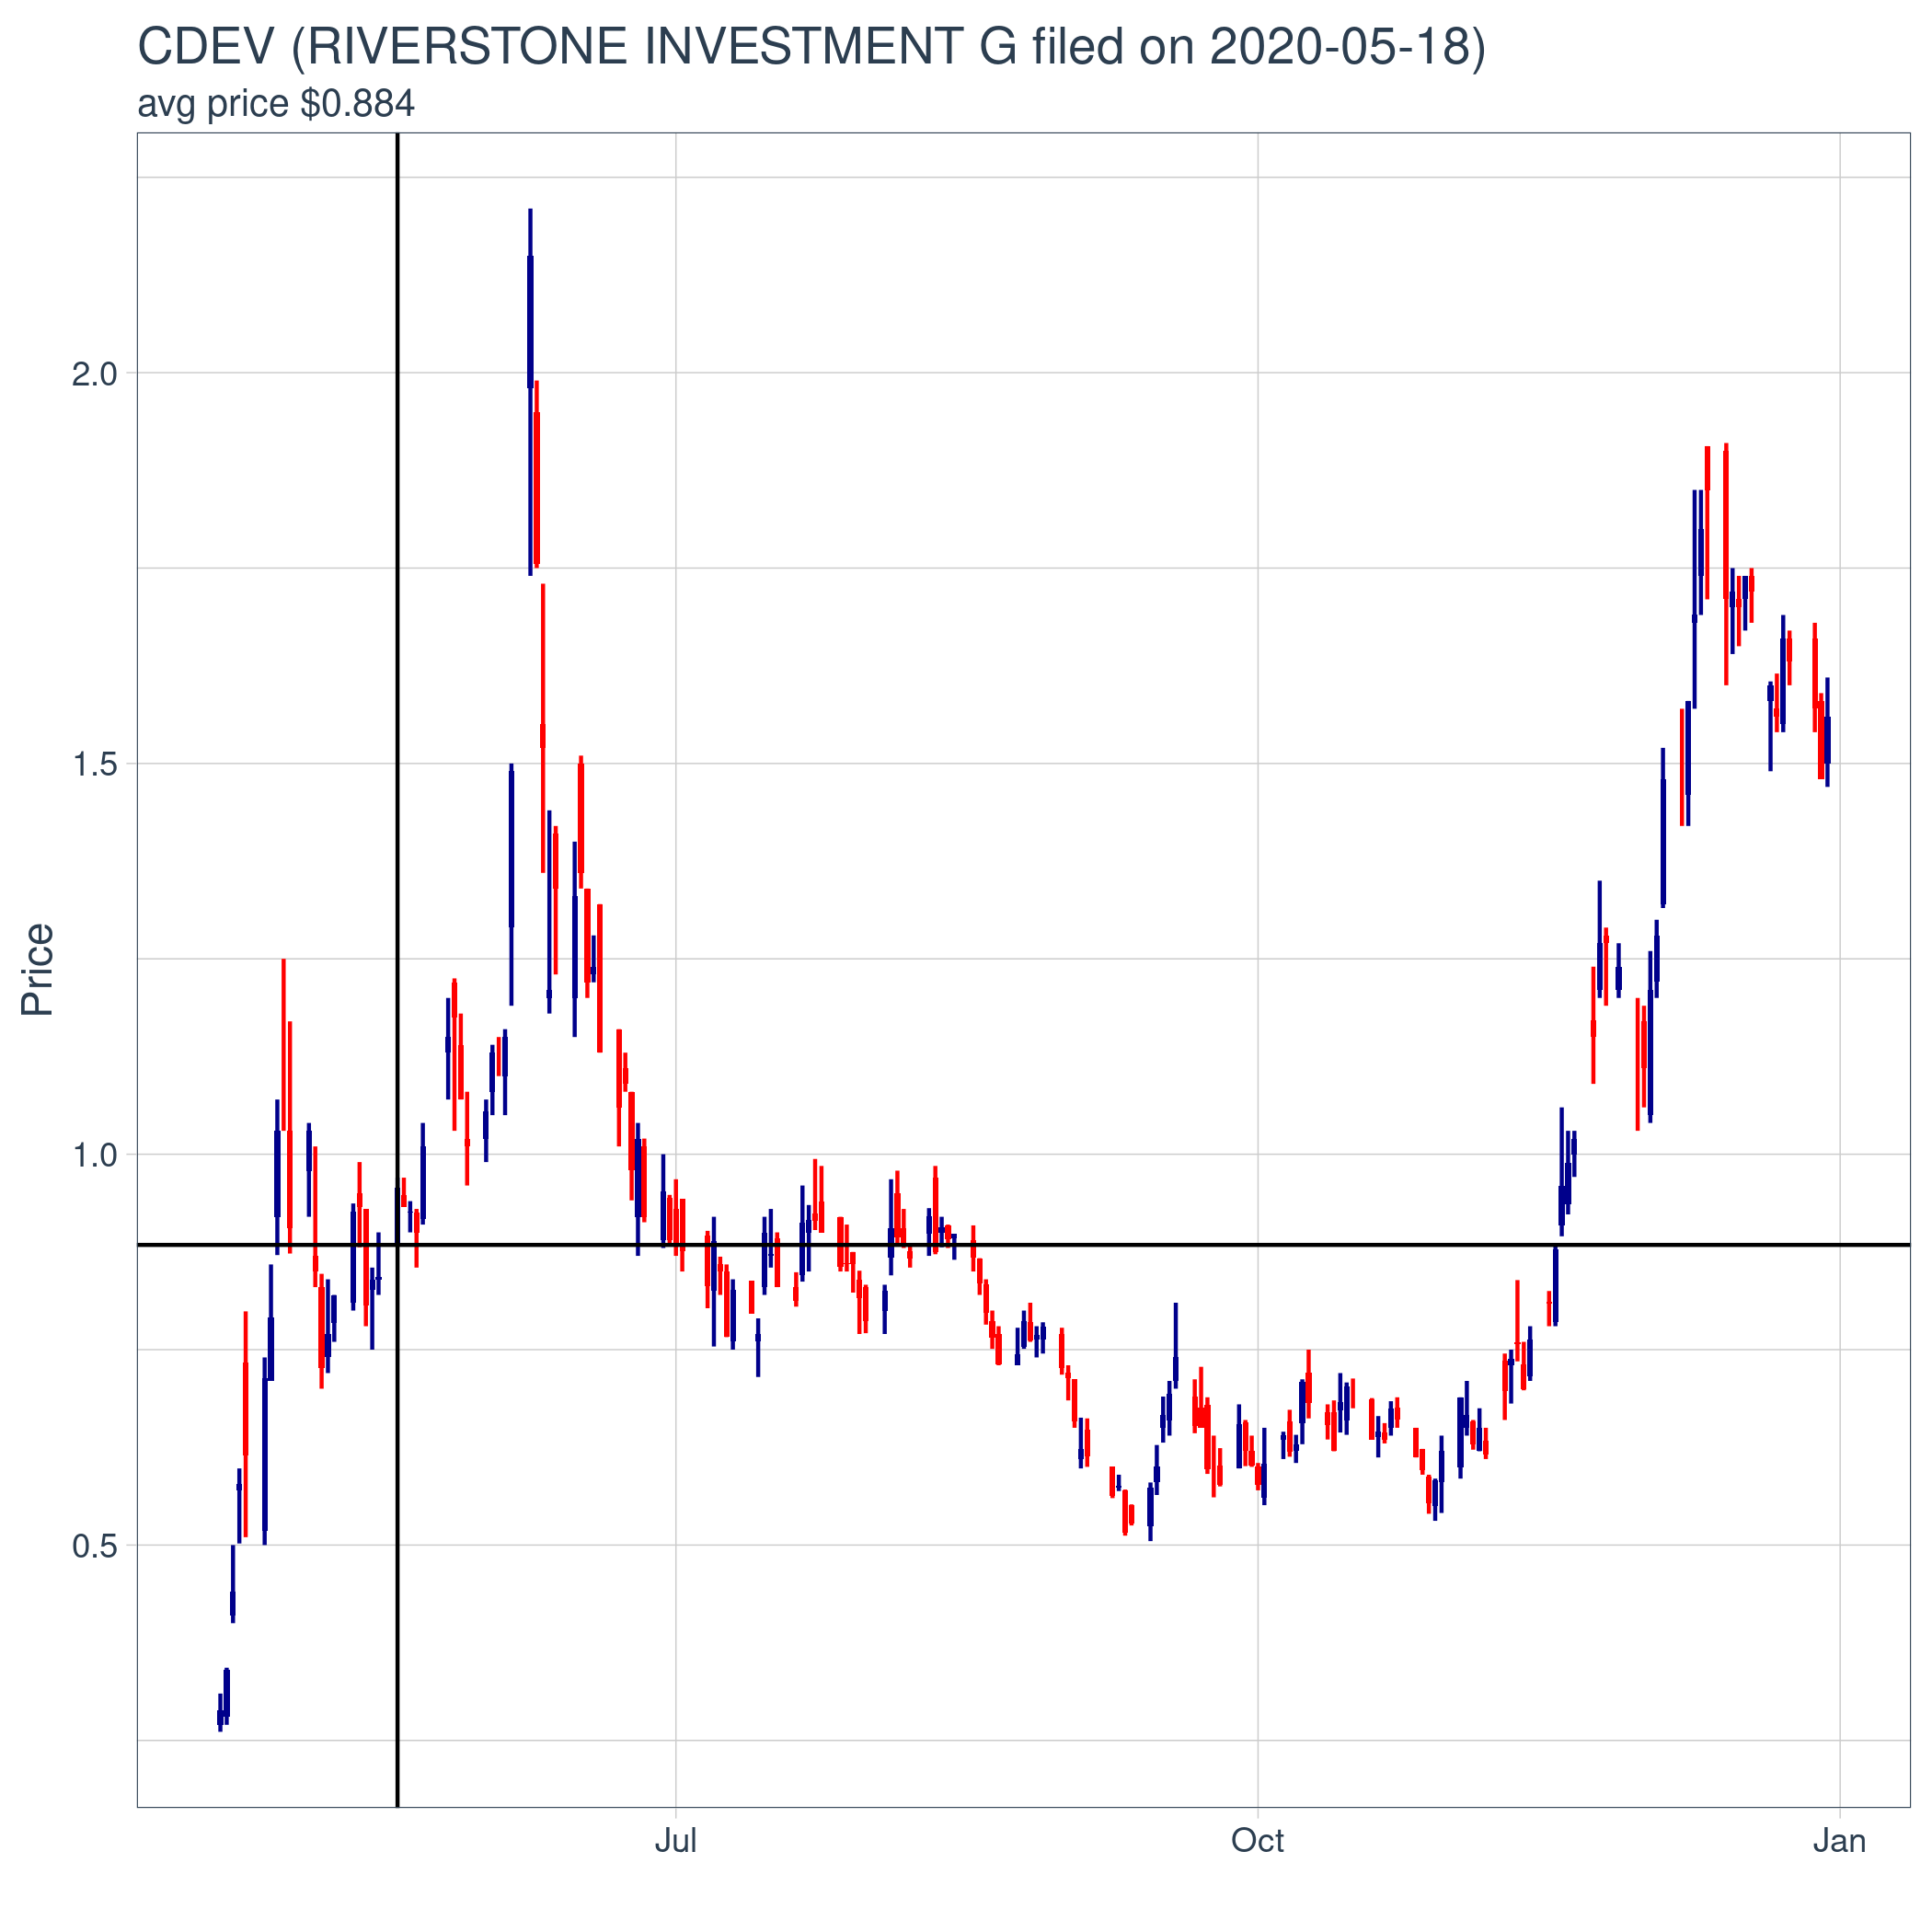 CDEV (RIVERSTONE INVESTMENT G filed on 2020-05-18)
avg price $0.884
Price
2.0
1.5
1.0
0.5
Jul Oct Jan